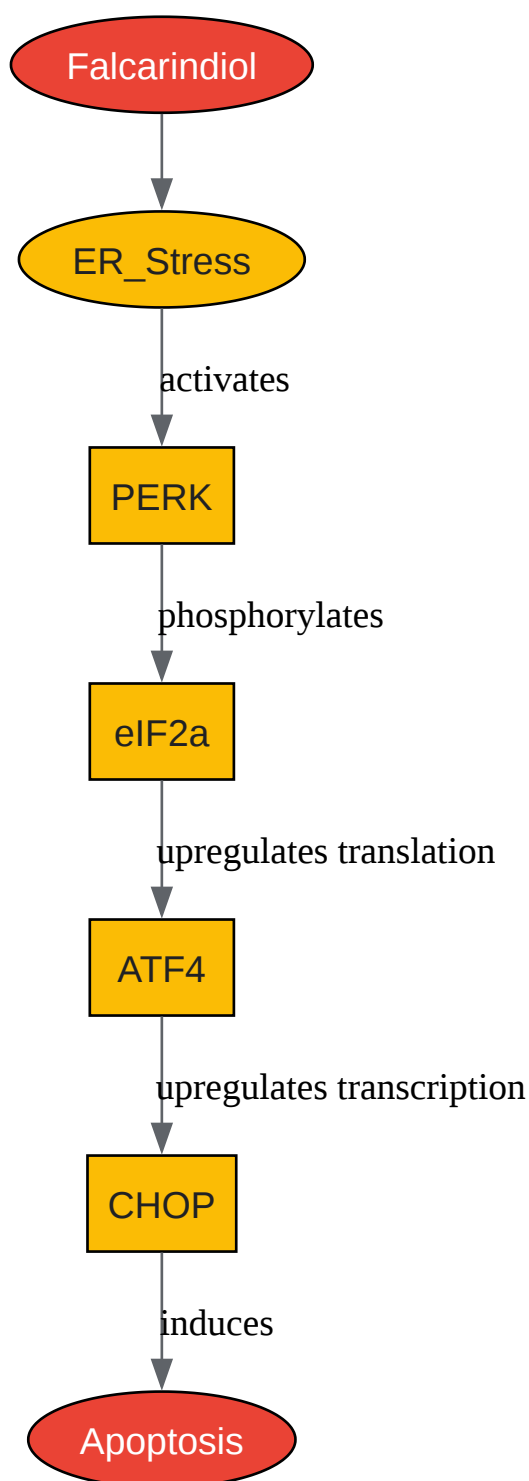 Falcarindiol
ER_Stress
activates
PERK
phosphorylates
eIF2a
upregulates translation
ATF4
upregulates transcription
CHOP
induces
Apoptosis